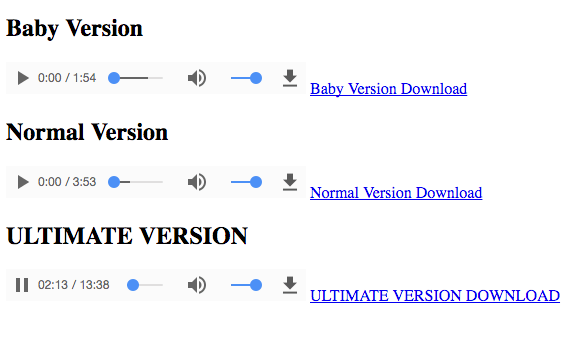 Baby Version
0:00 / 1:54
Baby Version Download
Normal Version
0:00 / 3:53
Normal Version Download
ULTIMATE VERSION
02:13 / 13:38
ULTIMATE VERSION DOWNLOAD